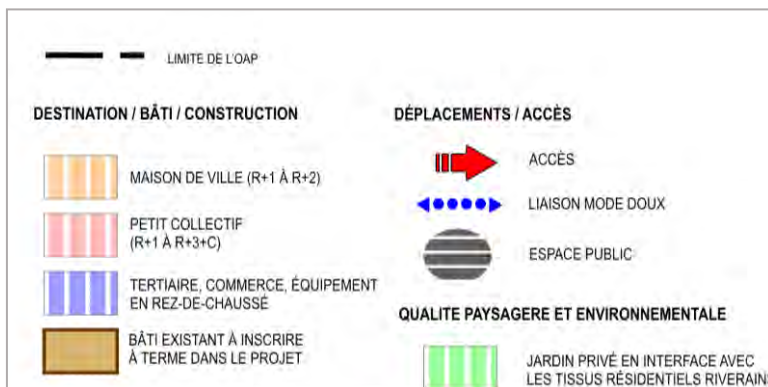 LIMITE DE L'OAP
DESTINATION / BÂTI / CONSTRUCTION
MAISON DE VILLE (R+1 À R+2)
PETIT COLLECTIF
(R+1 À R+3+C)
TERTIAIRE, COMMERCE, ÉQUIPEMENT
EN REZ-DE-CHAUSSÉ
BÂTI EXISTANT À INSCRIRE
À TERME DANS LE PROJET
DÉPLACEMENTS / ACCÈS
ACCÈS
LIAISON MODE DOUX
ESPACE PUBLIC
QUALITE PAYSAGERE ET ENVIRONNEMENTALE
JARDIN PRIVÉ EN INTERFACE AVEC
LES TISSUS RÉSIDENTIELS RIVERAIN